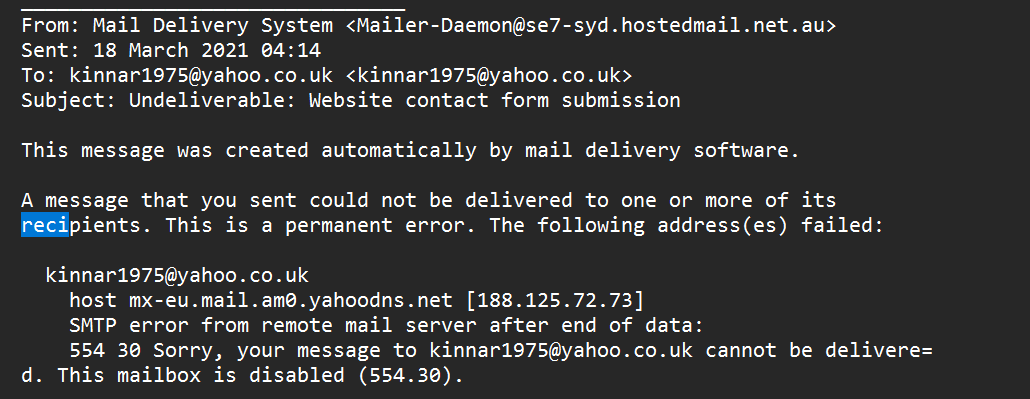 From: Mail Delivery System <Mailer-Daemon@se7-syd.hostedmail.net.au>
Sent: 18 March 2021 04:14
To: kinnar1975@yahoo.co.uk <kinnar1975@yahoo.co.uk>
Subject: Undeliverable: Website contact form submission
This message was created automatically by mail delivery software.
A message that you sent could not be delivered to one or more of its
recipients. This is a permanent error. The following address(es) failed:
kinnar1975@yahoo.co.uk
host mx-eu.mail.am0.yahoodns.net [188.125.72.73]
SMTP error from remote mail server after end of data:
554 30 Sorry, your message to kinnar1975@yahoo.co.uk cannot be delivere=
d. This mailbox is disabled (554.30).